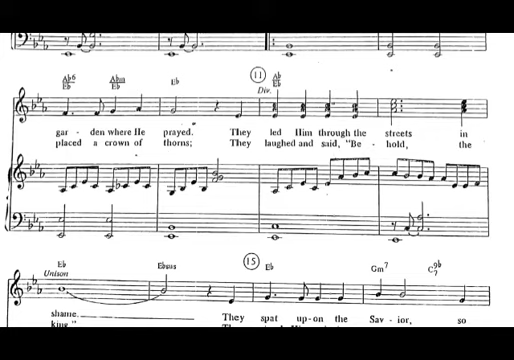 11
Ab6 Abm Eb Ab
Eb Eb Eb
Div.
gar- den where He prayed. They led Him through the streets in
placed a crown of thorns; They laughed and said, "Be- hold, the
15
Eb Ebsus Eb Gm7 C7 9b
Unison
shame. They spat up-on the Sav-ior, so
king."